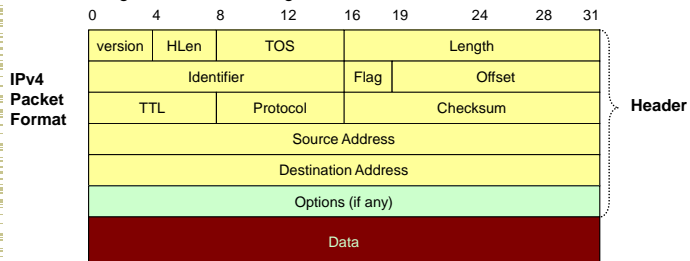 0 4 8 12 16 19 24 28 31
version HLen TOS Length
Identifier Flag Offset
TTL Protocol Checksum
Source Address
Destination Address
Options (if any)
Data
IPv4
Packet
Format
Header